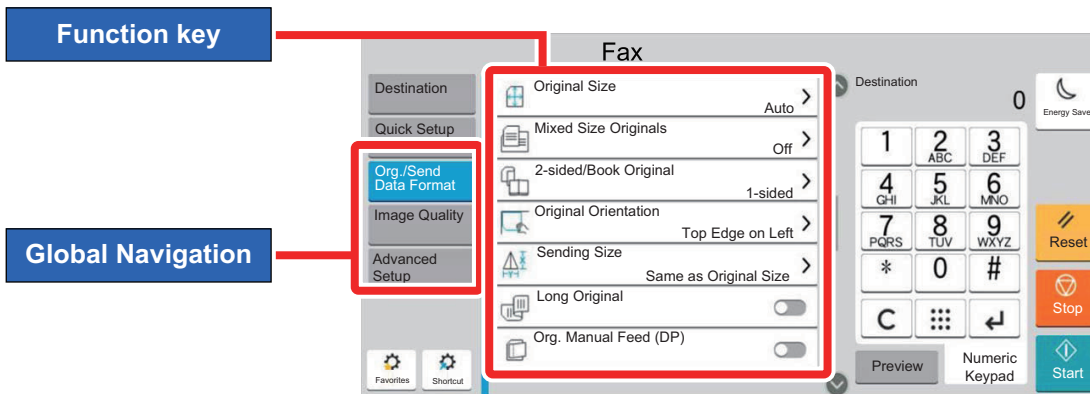 Function key
Global Navigation
Fax
Destination
Quick Setup
Org./Send
Data Format
Image Quality
Advanced
Setup
Favorites
Shortcut
Original Size
Auto
Mixed Size Originals
Off
2-sided/Book Original
1-sided
Original Orientation
Top Edge on Left
Sending Size
Same as Original Size
Long Original
Org. Manual Feed (DP)
Destination
0
1
2
ABC
3
DEF
4
GHI
5
JKL
6
MNO
7
PQRS
8
TUV
9
WXYZ
*
0
#
C
Preview
Numeric
Keypad
Energy Save
Reset
Stop
Start